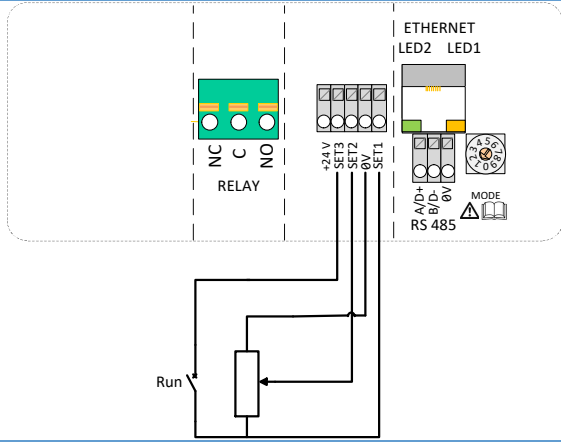 ETHERNET
LED2 LED1
NC
C
NO
RELAY
+24 V
SET3
SET2
0V
SET1
A/D+
B/D-
0V
RS 485
MODE
Run